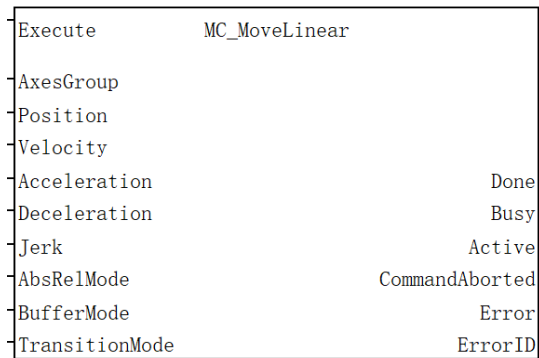 Execute MC_MoveLinear
AxesGroup
Position
Velocity
Acceleration Done
Deceleration Busy
Jerk Active
AbsRelMode CommandAborted
BufferMode Error
TransitionMode ErrorID